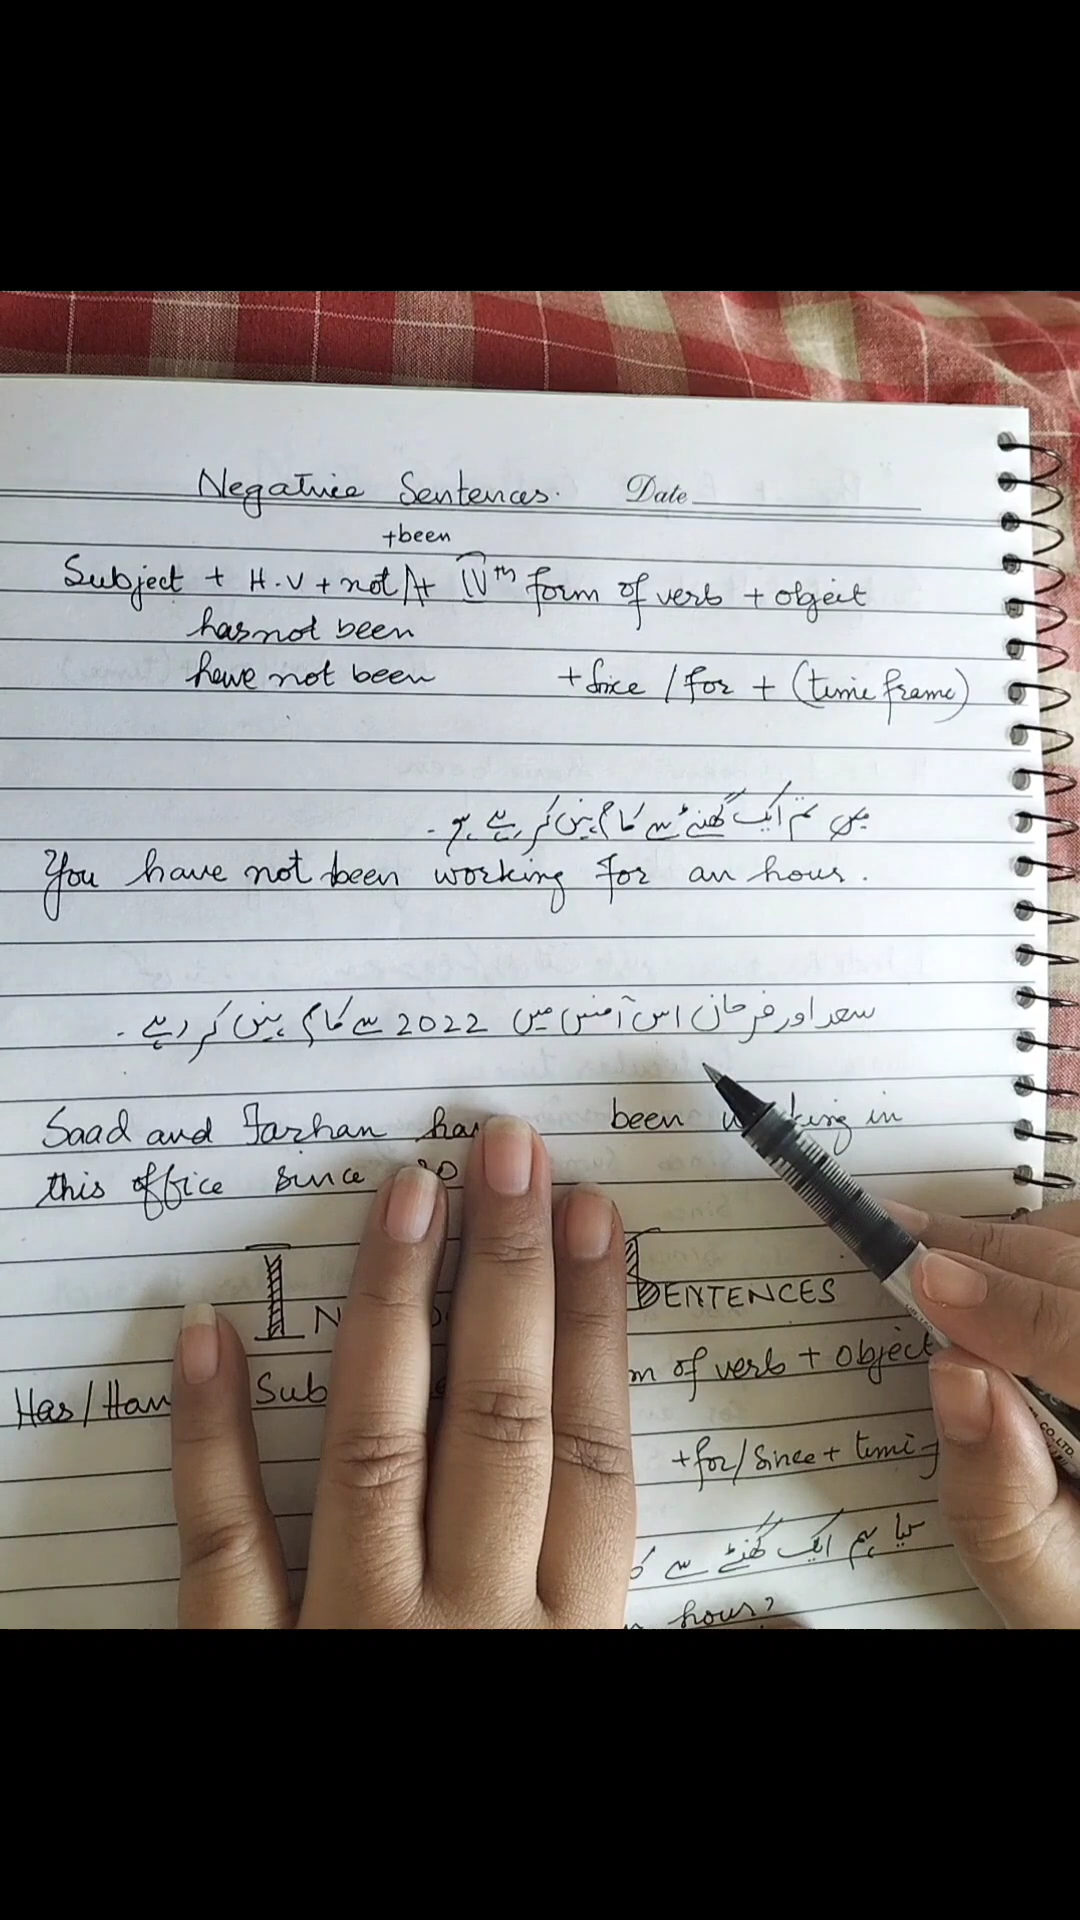 Negative Sentences. Date
+been
Subject + H.V + not /+ IVth form of verb + object
has not been
have not been + Since / For + (time frame)
تم ایک گھنٹے سے کام نہیں کر رہے ہو۔
You have not been working for an hour.
سعد اور فرحان اس آفس میں 2022 سے کام نہیں کر رہے۔
Saad and Farhan been working in
this office since
SENTENCES
Has/Have Sub of verb + object
+for/since + time
کیا ہم ایک گھنٹے سے
hour?